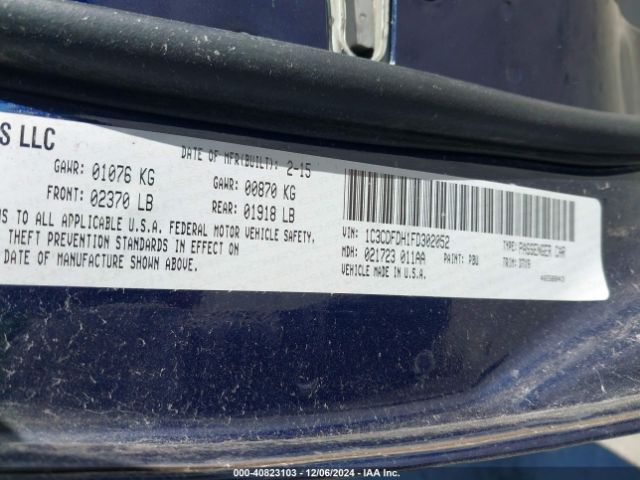 S LLC
DATE OF MFR(BUILT): 2-15
GAWR: 01076 KG
GAWR: 00870 KG
FRONT: 02370 LB
REAR: 01918 LB
NS TO ALL APPLICABLE U.S.A. FEDERAL MOTOR VEHICLE SAFETY,
THEFT PREVENTION STANDARDS IN EFFECT
DATE OF MANUFACTURE SHOWN ABOVE.
VIN: 1C3CDFDH1FD302052
TYPE: PASSENGER CAR
MDH: 021723 011AA
PAINT: PBU
TRIM:
VEHICLE MADE IN U.S.A.
000-40823103 - 12/06/2024 - IAA Inc.